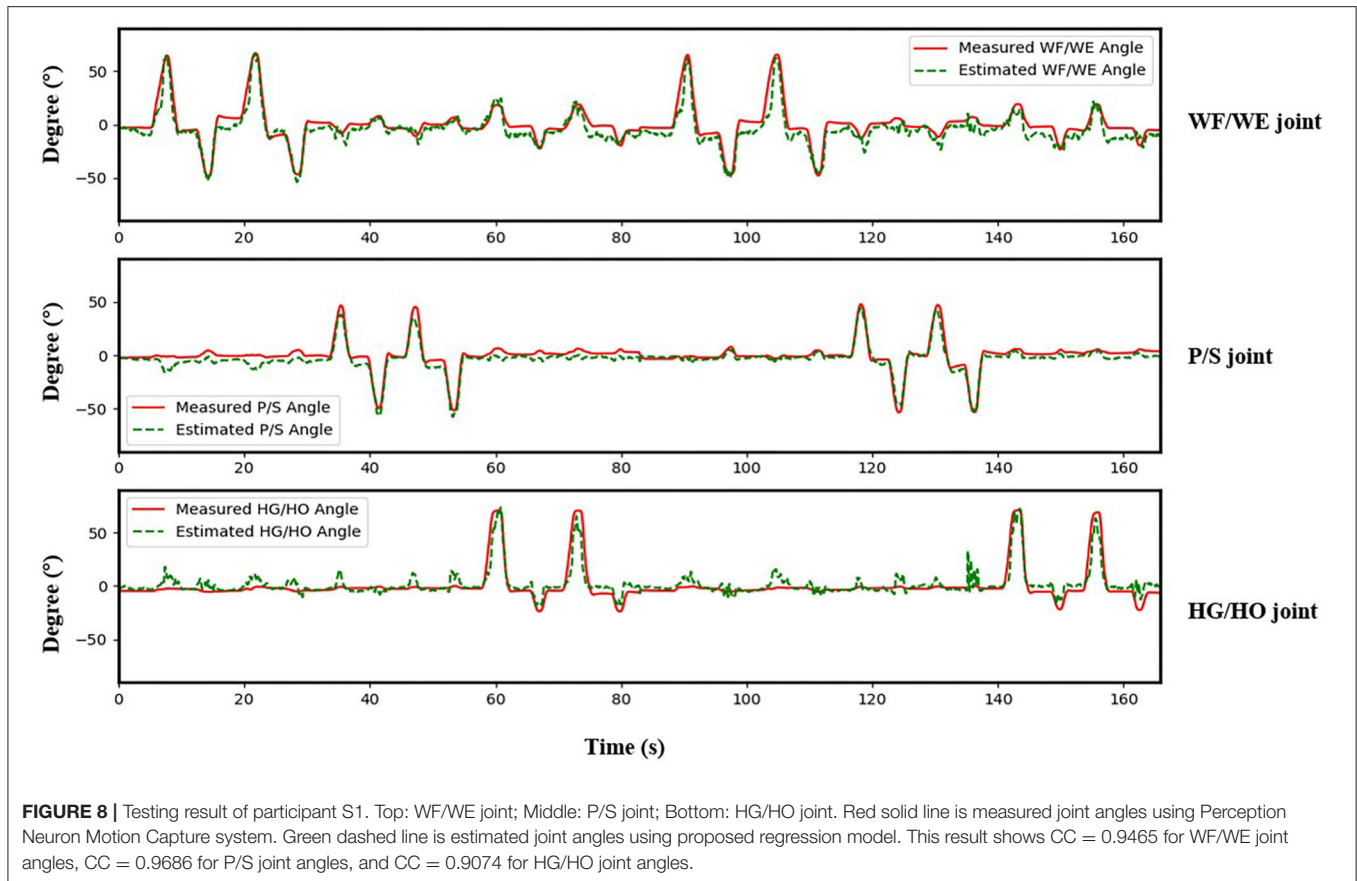 Degree (°)
50
0
−50
Measured WF/WE Angle
Estimated WF/WE Angle
WF/WE joint
0 20 40 60 80 100 120 140 160
Degree (°)
50
0
−50
Measured P/S Angle
Estimated P/S Angle
P/S joint
0 20 40 60 80 100 120 140 160
Degree (°)
50
0
−50
Measured HG/HO Angle
Estimated HG/HO Angle
HG/HO joint
0 20 40 60 80 100 120 140 160
Time (s)
FIGURE 8 | Testing result of participant S1. Top: WF/WE joint; Middle: P/S joint; Bottom: HG/HO joint. Red solid line is measured joint angles using Perception
Neuron Motion Capture system. Green dashed line is estimated joint angles using proposed regression model. This result shows CC = 0.9465 for WF/WE joint
angles, CC = 0.9686 for P/S joint angles, and CC = 0.9074 for HG/HO joint angles.